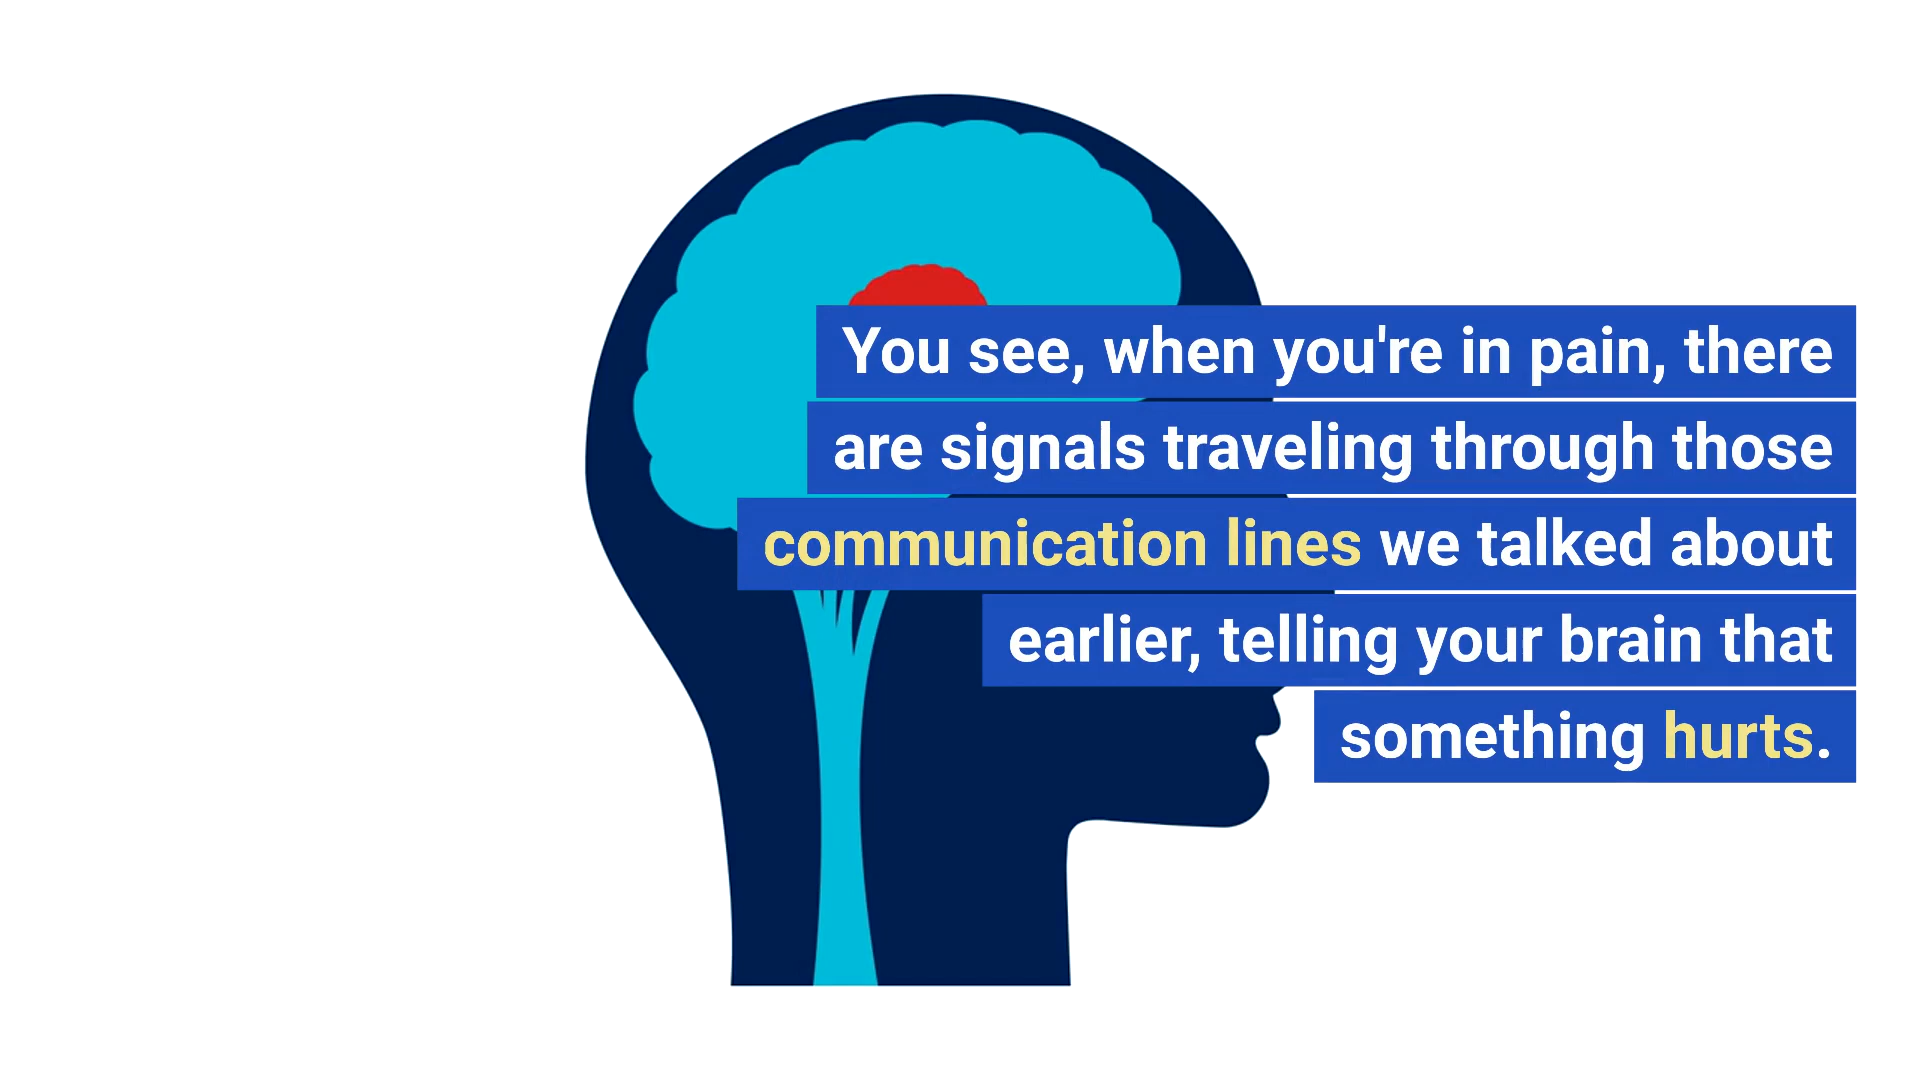 You see, when you're in pain, there
are signals traveling through those
communication lines we talked about
earlier, telling your brain that
something hurts.